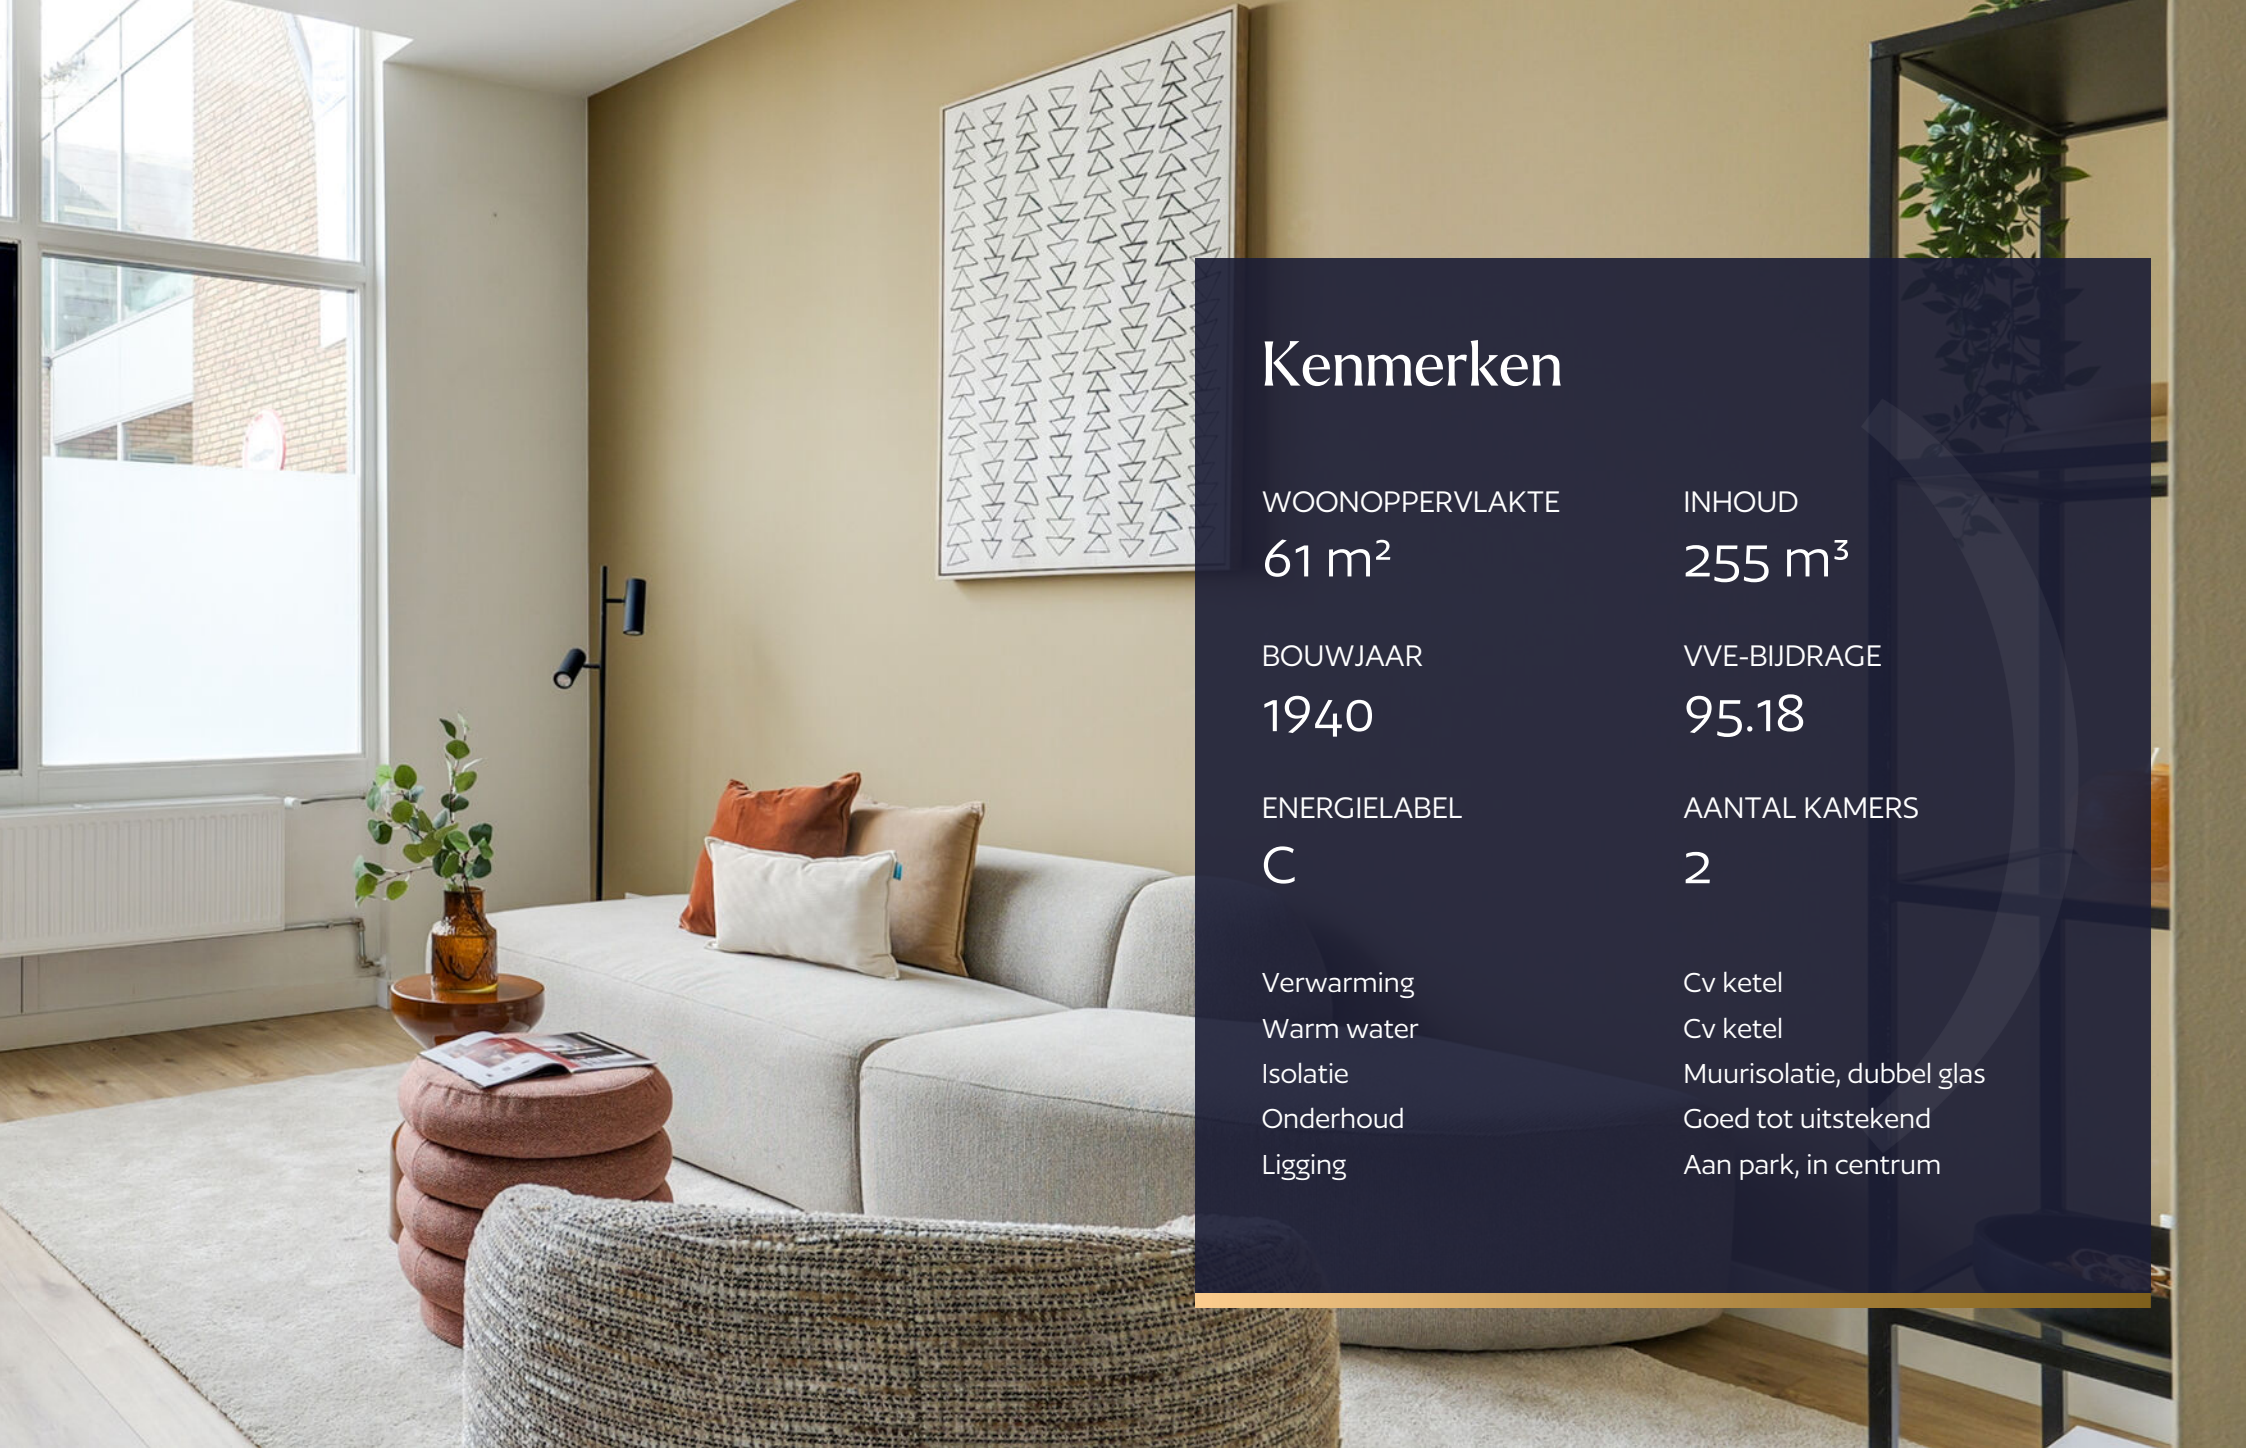 Kenmerken
WOONOPPERVLAKTE
61 m²
INHOUD
255 m³
BOUWJAAR
1940
VVE-BIJDRAGE
95.18
ENERGIELABEL
C
AANTAL KAMERS
2
Verwarming Cv ketel
Warm water Cv ketel
Isolatie Muurisolatie, dubbel glas
Onderhoud Goed tot uitstekend
Ligging Aan park, in centrum